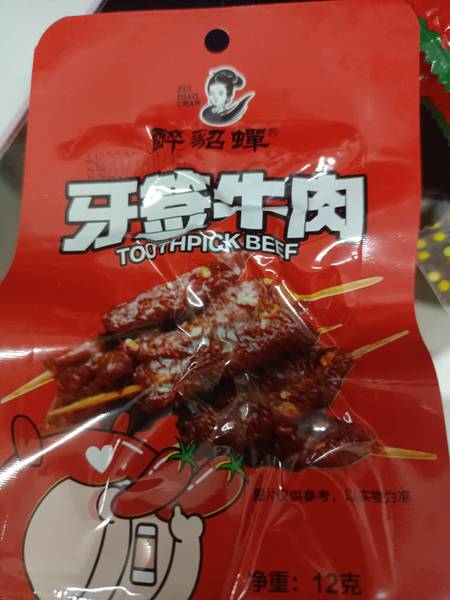 ZUI
DIAO
CHAN
醉貂蝉®
牙签牛肉
TOOTHPICK BEEF
图片仅供参考，以实物为准
净重：12克